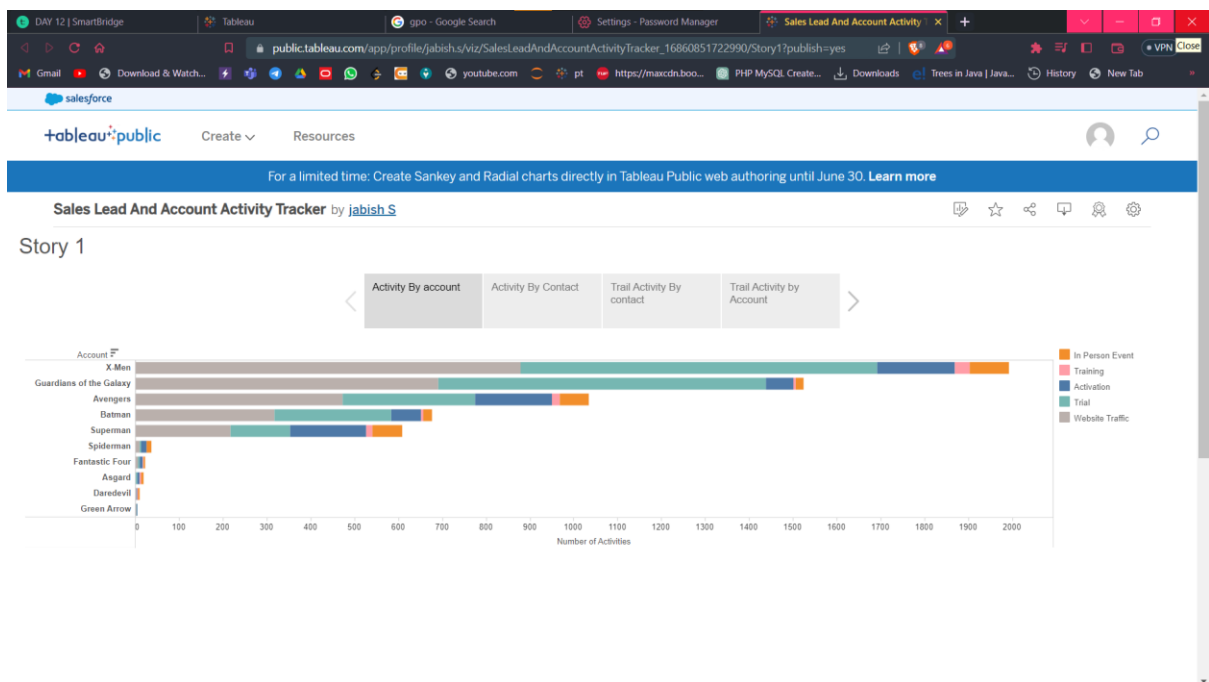 DAY 12 | SmartBridge
Tableau
gpo - Google Search
Settings - Password Manager
Sales Lead And Account Activity T
public.tableau.com/app/profile/jabish.s/viz/SalesLeadAndAccountActivityTracker_16860851722990/Story1?publish=yes
VPN
Close
Gmail
Download & Watch...
youtube.com
pt
https://maxcdn.boo...
PHP MySQL Create...
Downloads
Trees in Java | Java...
History
New Tab
salesforce
+ableau public
Create
Resources
For a limited time: Create Sankey and Radial charts directly in Tableau Public web authoring until June 30. Learn more
Sales Lead And Account Activity Tracker by jabish S
Story 1
Activity By account
Activity By Contact
Trail Activity By
contact
Trail Activity by
Account
Account
X-Men
Guardians of the Galaxy
Avengers
Batman
Superman
Spiderman
Fantastic Four
Asgard
Daredevil
Green Arrow
0 100 200 300 400 500 600 700 800 900 1000 1100 1200 1300 1400 1500 1600 1700 1800 1900 2000
Number of Activities
In Person Event
Training
Activation
Trial
Website Traffic